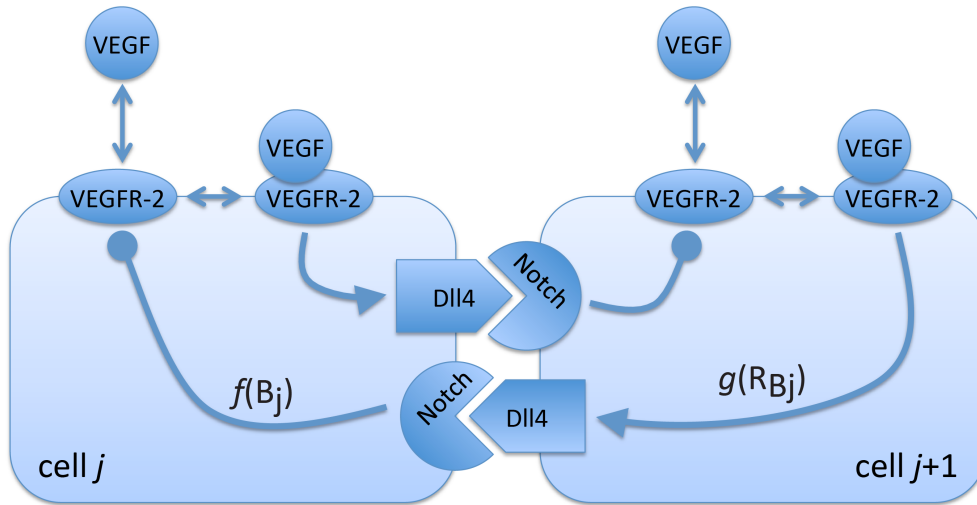 VEGF
VEGF
VEGF
VEGF
VEGFR-2
VEGFR-2
VEGFR-2
VEGFR-2
Dll4
Notch
f(Bj)
g(RBj)
Notch
Dll4
cell j
cell j+1